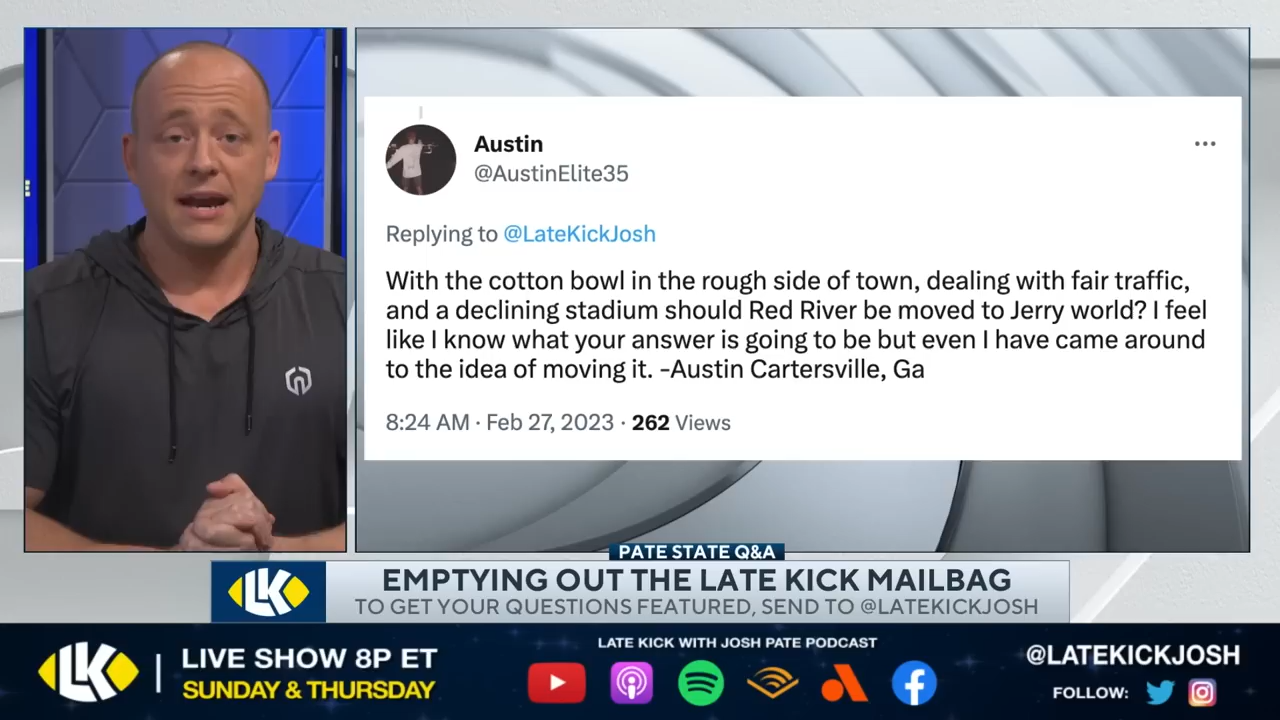 Austin
@AustinElite35
Replying to @LateKickJosh
With the cotton bowl in the rough side of town, dealing with fair traffic,
and a declining stadium should Red River be moved to Jerry world? I feel
like I know what your answer is going to be but even I have came around
to the idea of moving it. -Austin Cartersville, Ga
8:24 AM · Feb 27, 2023 · 262 Views
PATE STATE Q&A
LK
EMPTYING OUT THE LATE KICK MAILBAG
TO GET YOUR QUESTIONS FEATURED, SEND TO @LATEKICKJOSH
LK
LIVE SHOW 8P ET
SUNDAY & THURSDAY
LATE KICK WITH JOSH PATE PODCAST
@LATEKICKJOSH
FOLLOW: